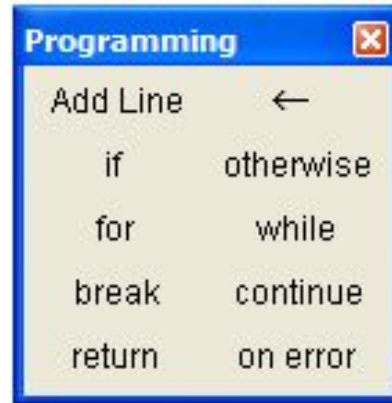 Programming
Add Line ←
if otherwise
for while
break continue
return on error